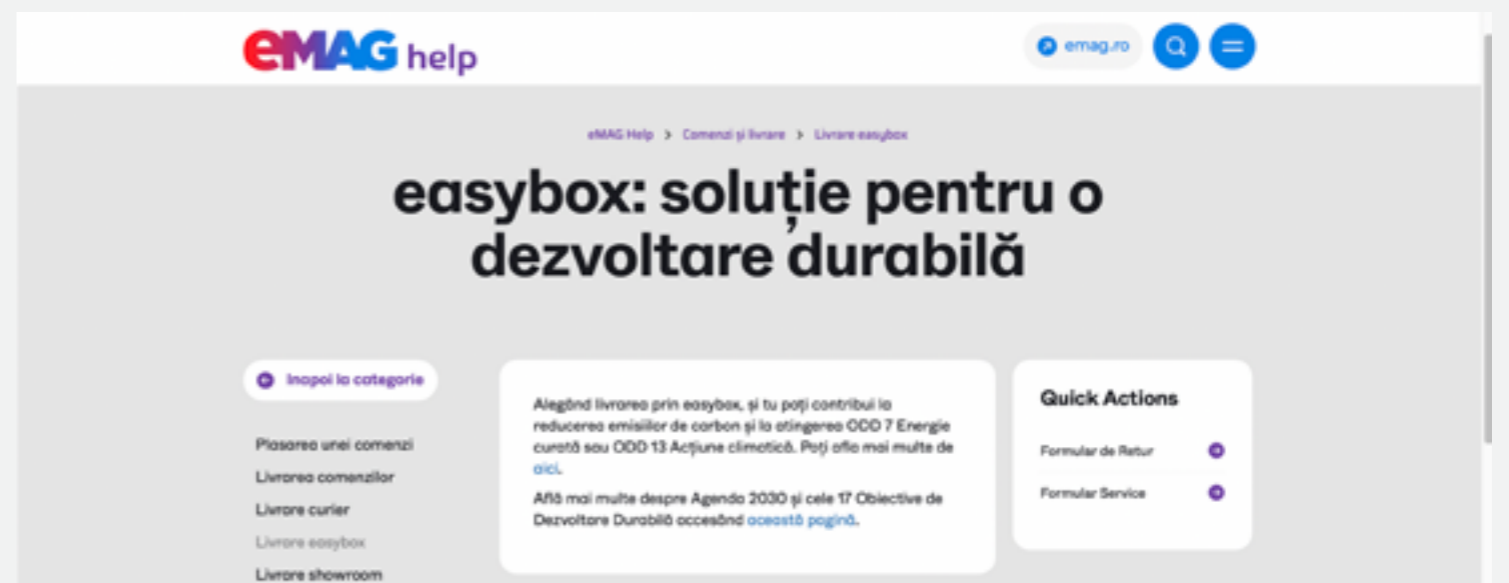 eMAG help
emag.ro
eMAG Help > Comenzi și livrare > Livrare easybox
easybox: soluție pentru o
dezvoltare durabilă
Inapoi la categorie
Plasarea unei comenzi
Livrarea comenzilor
Livrare curier
Livrare easybox
Livrare showroom
Alegând livrarea prin easybox, și tu poți contribui la
reducerea emisiilor de carbon și la atingerea ODD 7 Energie
curată sau ODD 13 Acțiune climatică. Poți afla mai multe de
aici.
Află mai multe despre Agenda 2030 și cele 17 Obiective de
Dezvoltare Durabilă accesând această pagină.
Quick Actions
Formular de Retur
Formular Service